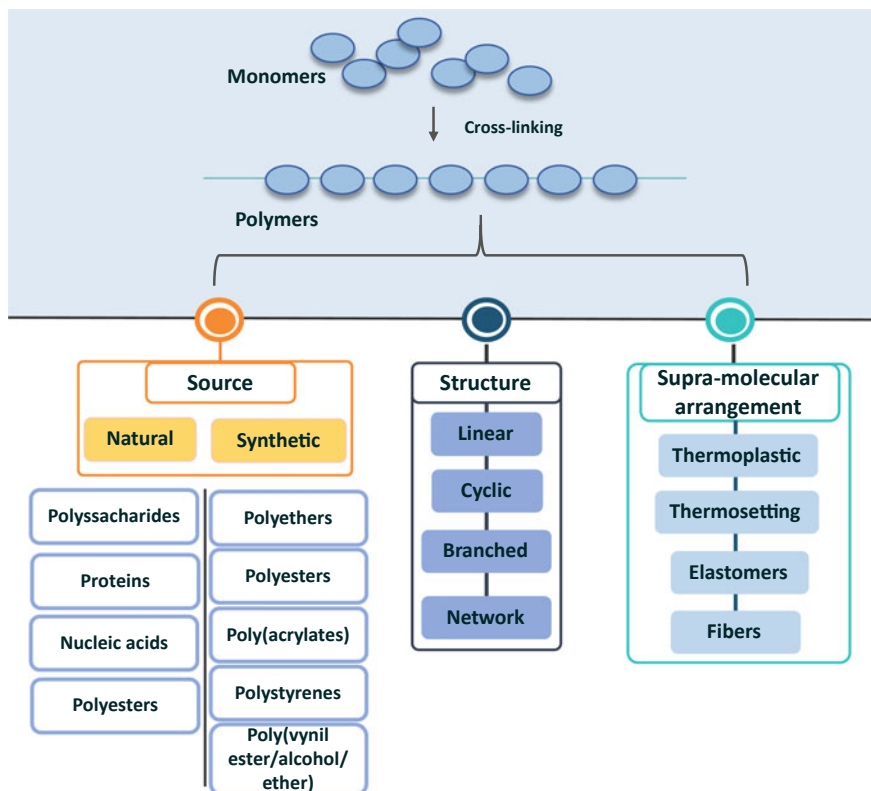 Monomers
Cross-linking
Polymers
Source
Natural
Synthetic
Polyssacharides
Proteins
Nucleic acids
Polyesters
Polyethers
Polyesters
Poly(acrylates)
Polystyrenes
Poly(vynil
ester/alcohol/
ether)
Structure
Linear
Cyclic
Branched
Network
Supra-molecular
arrangement
Thermoplastic
Thermosetting
Elastomers
Fibers